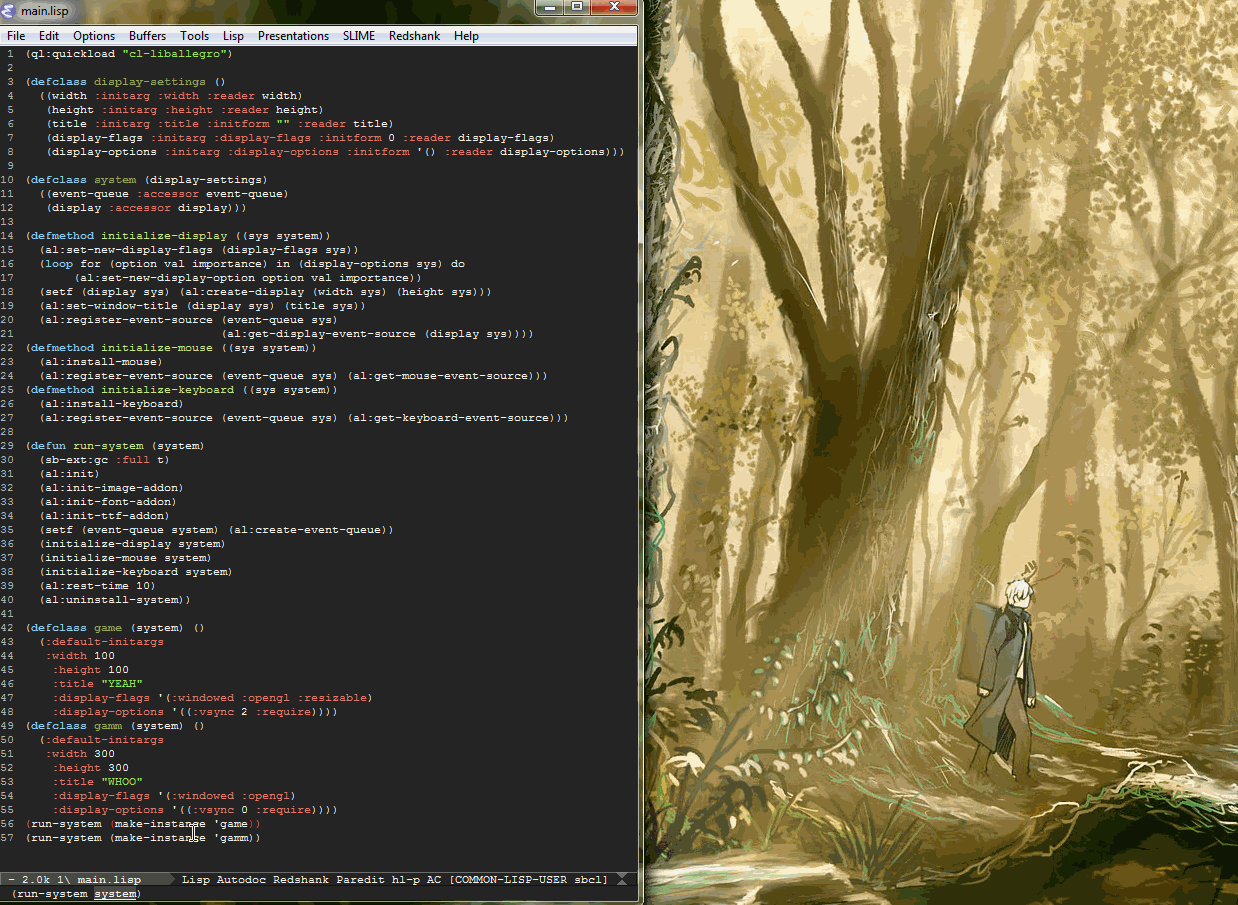 main.lisp
File Edit Options Buffers Tools Lisp Presentations SLIME Redshank Help
1 (ql:quickload "cl-liballegro")
2
3 (defclass display-settings ()
4   ((width :initarg :width :reader width)
5    (height :initarg :height :reader height)
6    (title :initarg :title :initform "" :reader title)
7    (display-flags :initarg :display-flags :initform 0 :reader display-flags)
8    (display-options :initarg :display-options :initform '() :reader display-options)))
9
10 (defclass system (display-settings)
11   ((event-queue :accessor event-queue)
12    (display :accessor display)))
13
14 (defmethod initialize-display ((sys system))
15   (al:set-new-display-flags (display-flags sys))
16   (loop for (option val importance) in (display-options sys) do
17        (al:set-new-display-option option val importance))
18   (setf (display sys) (al:create-display (width sys) (height sys)))
19   (al:set-window-title (display sys) (title sys))
20   (al:register-event-source (event-queue sys)
21                             (al:get-display-event-source (display sys))))
22 (defmethod initialize-mouse ((sys system))
23   (al:install-mouse)
24   (al:register-event-source (event-queue sys) (al:get-mouse-event-source)))
25 (defmethod initialize-keyboard ((sys system))
26   (al:install-keyboard)
27   (al:register-event-source (event-queue sys) (al:get-keyboard-event-source)))
28
29 (defun run-system (system)
30   (sb-ext:gc :full t)
31   (al:init)
32   (al:init-image-addon)
33   (al:init-font-addon)
34   (al:init-ttf-addon)
35   (setf (event-queue system) (al:create-event-queue))
36   (initialize-display system)
37   (initialize-mouse system)
38   (initialize-keyboard system)
39   (al:rest-time 10)
40   (al:uninstall-system))
41
42 (defclass game (system) ()
43   (:default-initargs
44    :width 100
45     :height 100
46     :title "YEAH"
47     :display-flags '(:windowed :opengl :resizable)
48     :display-options '((:vsync 2 :require))))
49 (defclass gamm (system) ()
50   (:default-initargs
51    :width 300
52     :height 300
53     :title "WHOO"
54     :display-flags '(:windowed :opengl)
55     :display-options '((:vsync 0 :require))))
56 (run-system (make-instance 'game))
57 (run-system (make-instance 'gamm))
- 2.0k 1\ main.lisp Lisp Autodoc Redshank Paredit hl-p AC [COMMON-LISP-USER sbcl]
(run-system system)